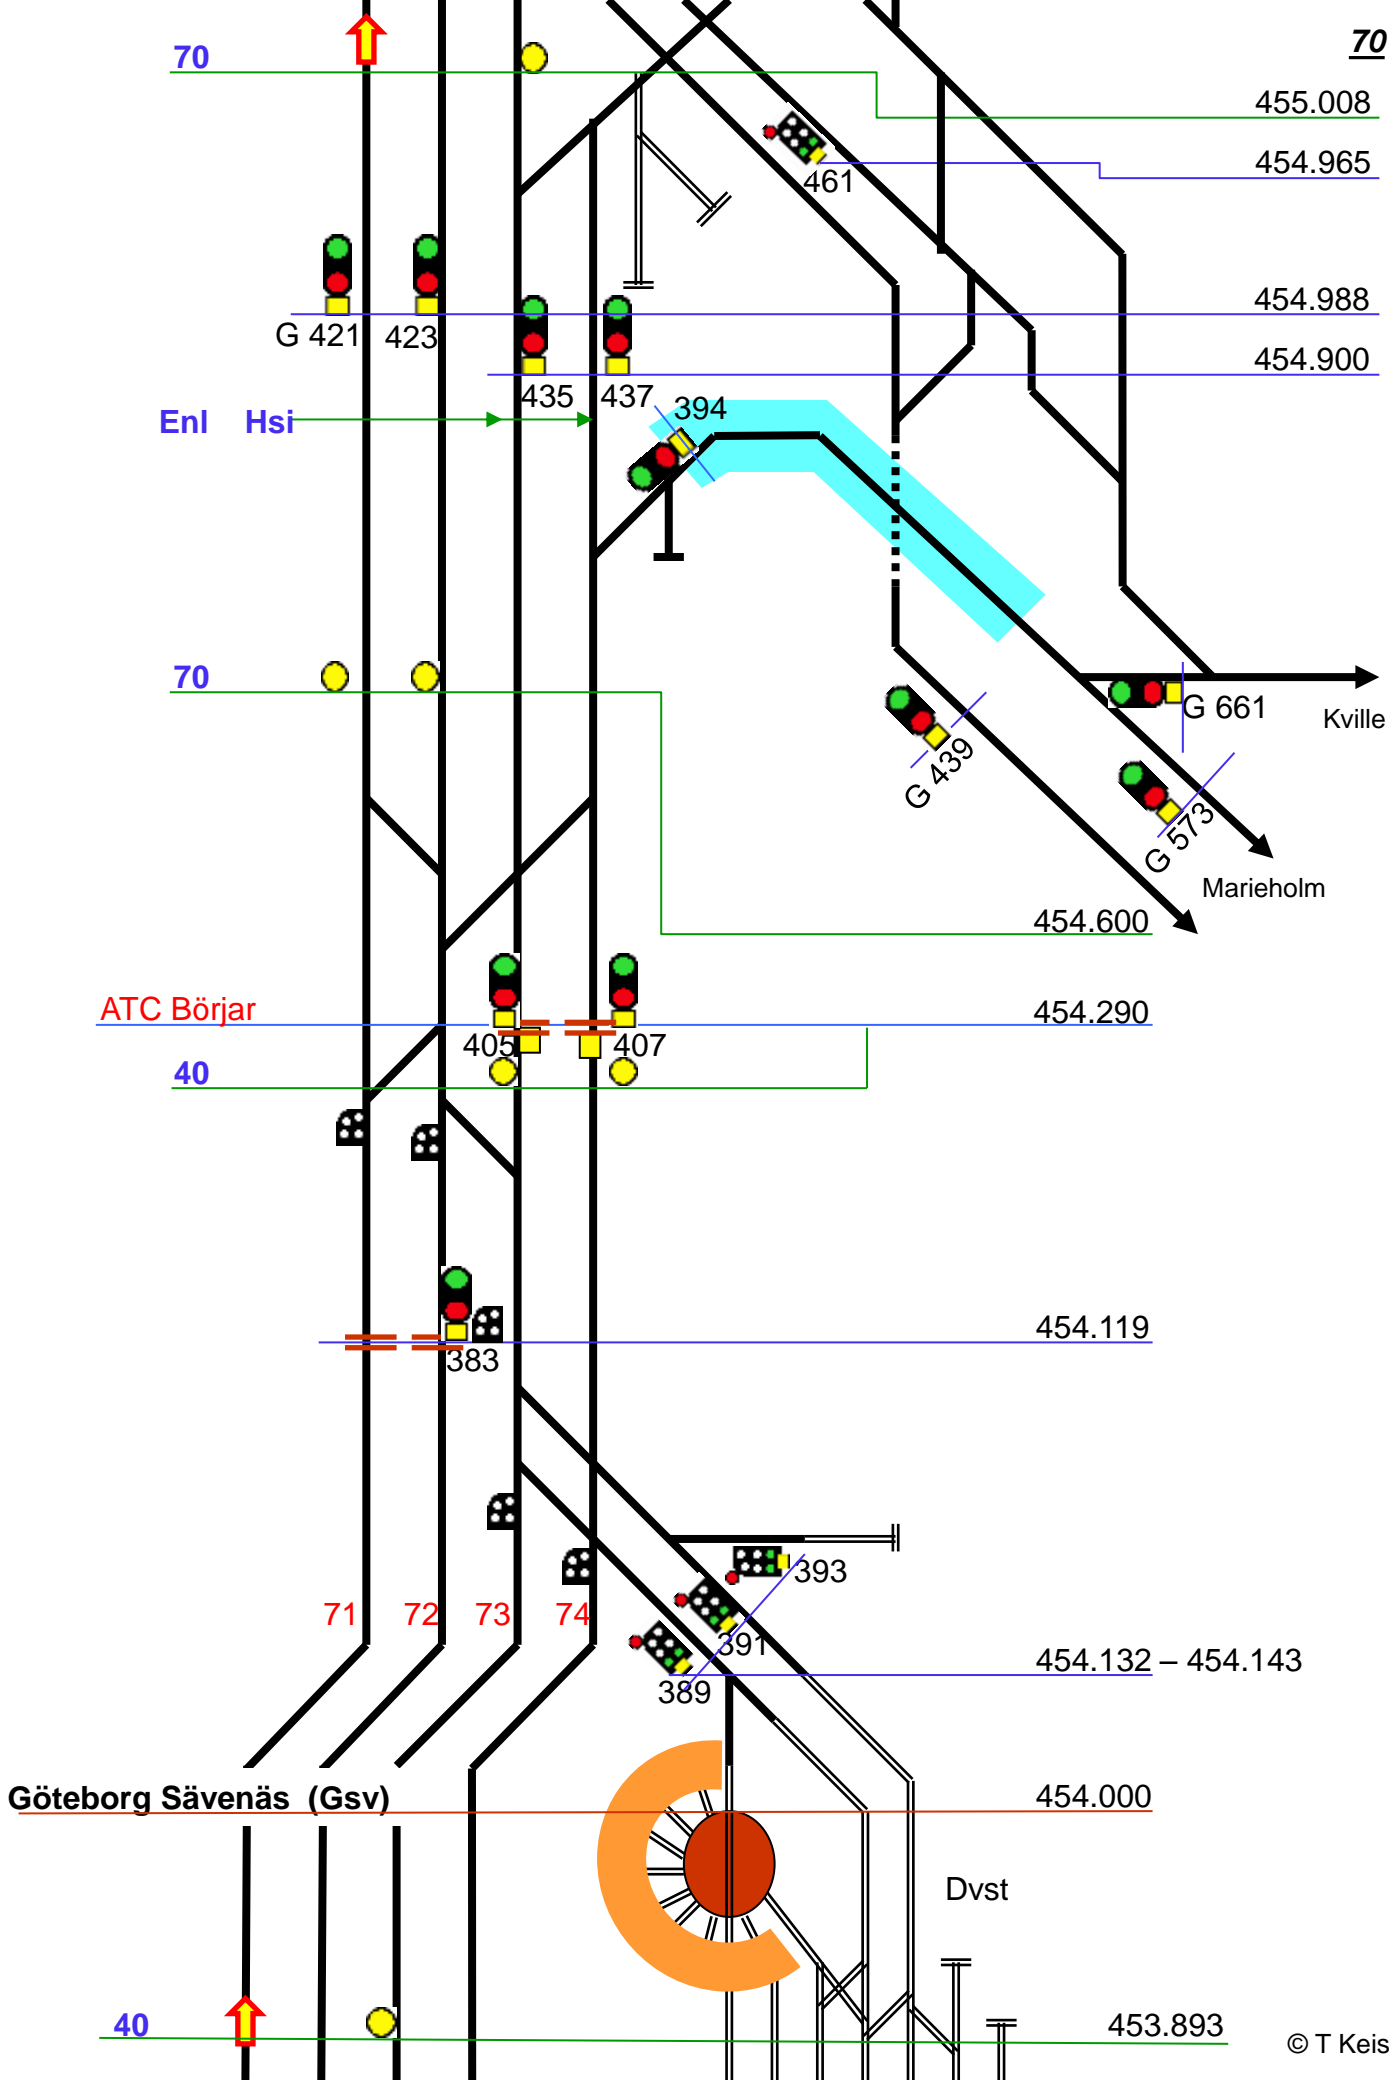 70
70
455.008
454.965
461
454.988
G 421
423
454.900
435
437
394
Enl Hsi
70
G 661
Kville
G 439
G 573
Marieholm
454.600
ATC Börjar
454.290
405
407
40
454.119
383
393
71
72
73
74
391
454.132 – 454.143
389
Göteborg Sävenäs (Gsv)
454.000
Dvst
40
453.893
© T Keis